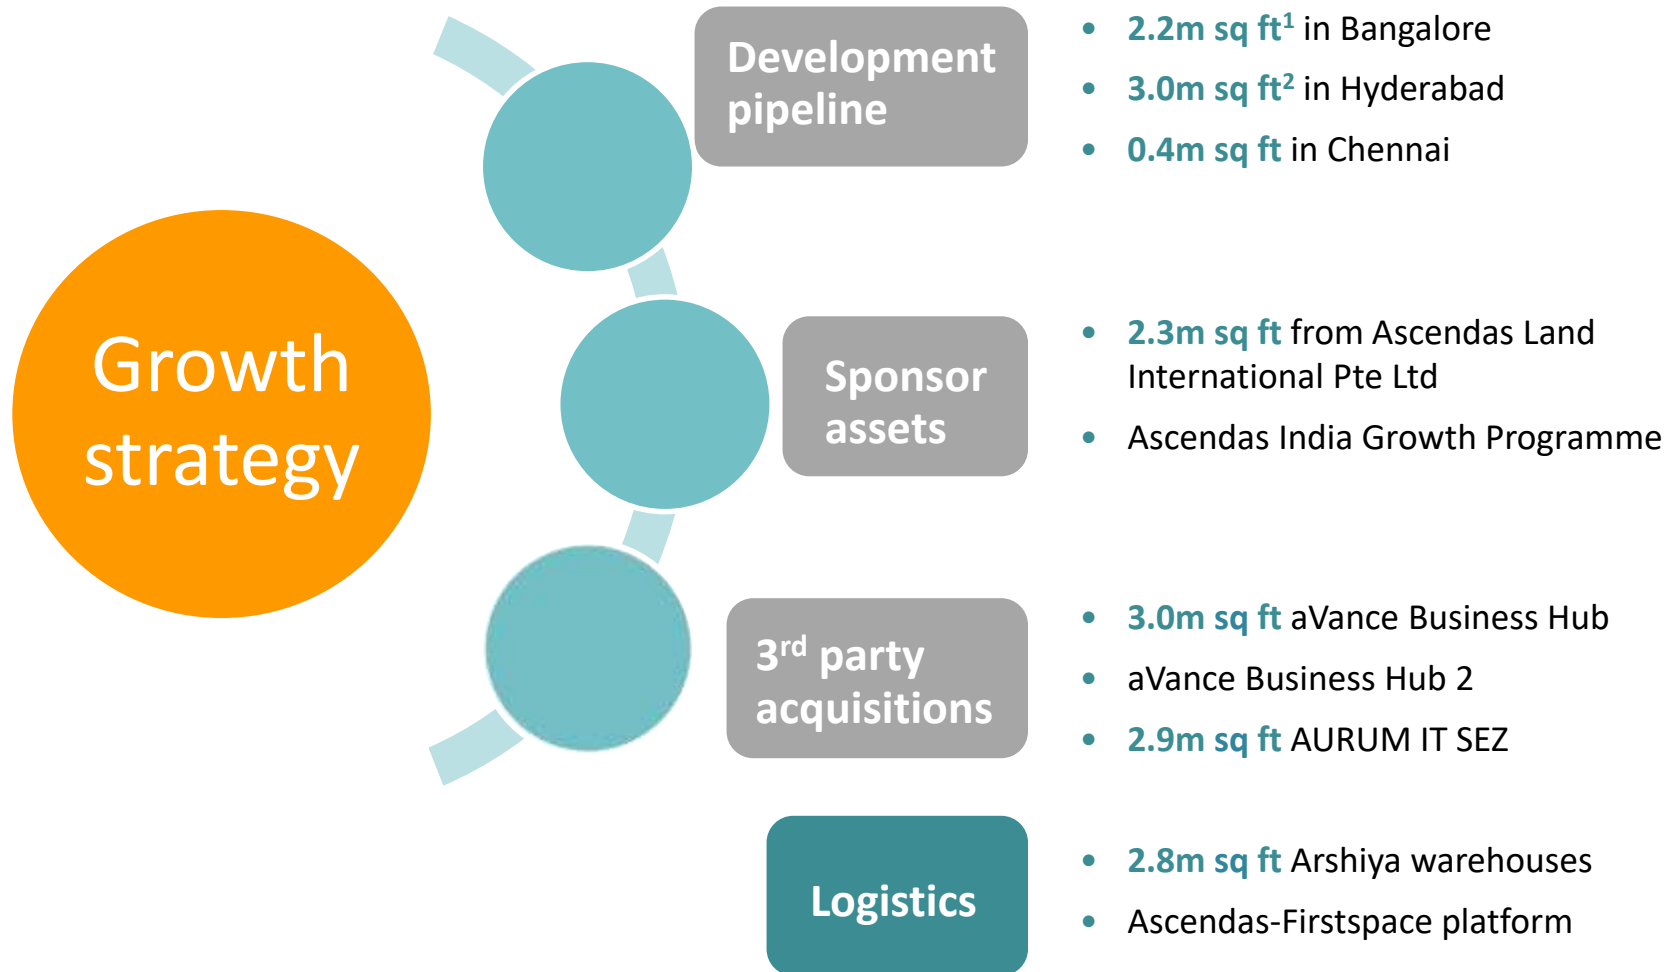 Growth
strategy
Development
pipeline
• 2.2m sq ft¹ in Bangalore
• 3.0m sq ft² in Hyderabad
• 0.4m sq ft in Chennai
Sponsor
assets
• 2.3m sq ft from Ascendas Land
International Pte Ltd
• Ascendas India Growth Programme
3rd party
acquisitions
• 3.0m sq ft aVance Business Hub
• aVance Business Hub 2
• 2.9m sq ft AURUM IT SEZ
Logistics
• 2.8m sq ft Arshiya warehouses
• Ascendas-Firstspace platform